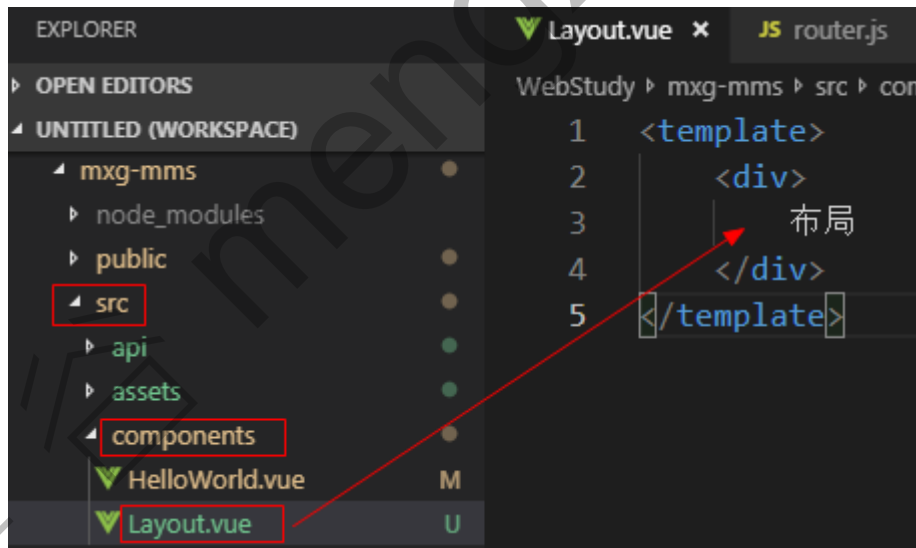 EXPLORER
OPEN EDITORS
UNTITLED (WORKSPACE)
mxg-mms
node_modules
public
src
api
assets
components
HelloWorld.vue M
Layout.vue U
Layout.vue × JS router.js
WebStudy mxg-mms src
1 <template>
2 <div>
3 布局
4 </div>
5 </template>